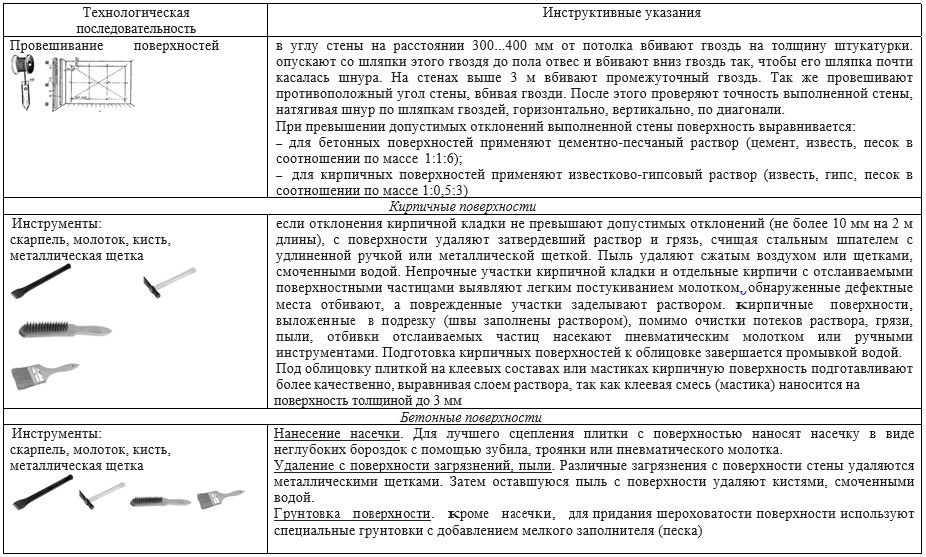 Технологическая
последовательность
Инструктивные указания
Провешивание поверхностей
в углу стены на расстоянии 300...400 мм от потолка вбивают гвоздь на толщину штукатурки.
опускают со шляпки этого гвоздя до пола отвес и вбивают вниз гвоздь так, чтобы его шляпка почти
касалась шнура. На стенах выше 3 м вбивают промежуточный гвоздь. Так же провешивают
противоположный угол стены, вбивая гвозди. После этого проверяют точность выполненной стены,
натягивая шнур по шляпкам гвоздей, горизонтально, вертикально, по диагонали.
При превышении допустимых отклонений выполненной стены поверхность выравнивается:
– для бетонных поверхностей применяют цементно-песчаный раствор (цемент, известь, песок в
соотношении по массе 1:1:6);
– для кирпичных поверхностей применяют известково-гипсовый раствор (известь, гипс, песок в
соотношении по массе 1:0,5:3)
Кирпичные поверхности
Инструменты:
скарпель, молоток, кисть,
металлическая щетка
если отклонения кирпичной кладки не превышают допустимых отклонений (не более 10 мм на 2 м
длины), с поверхности удаляют затвердевший раствор и грязь, счищая стальным шпателем с
удлиненной ручкой или металлической щеткой. Пыль удаляют сжатым воздухом или щетками,
смоченными водой. Непрочные участки кирпичной кладки и отдельные кирпичи с отслаиваемыми
поверхностными частицами выявляют легким постукиванием молотком, обнаруженные дефектные
места отбивают, а поврежденные участки заделывают раствором. кирпичные поверхности,
выложенные в подрезку (швы заполнены раствором), помимо очистки потеков раствора, грязи,
пыли, отбивки отслаиваемых частиц насекают пневматическим молотком или ручными
инструментами. Подготовка кирпичных поверхностей к облицовке завершается промывкой водой.
Под облицовку плиткой на клеевых составах или мастиках кирпичную поверхность подготавливают
более качественно, выравнивая слоем раствора, так как клеевая смесь (мастика) наносится на
поверхность толщиной до 3 мм
Бетонные поверхности
Инструменты:
скарпель, молоток, кисть,
металлическая щетка
Нанесение насечки. Для лучшего сцепления плитки с поверхностью наносят насечку в виде
неглубоких бороздок с помощью зубила, троянки или пневматического молотка.
Удаление с поверхности загрязнений, пыли. Различные загрязнения с поверхности стены удаляются
металлическими щетками. Затем оставшуюся пыль с поверхности удаляют кистями, смоченными
водой.
Грунтовка поверхности. кроме насечки, для придания шероховатости поверхности используют
специальные грунтовки с добавлением мелкого заполнителя (песка)